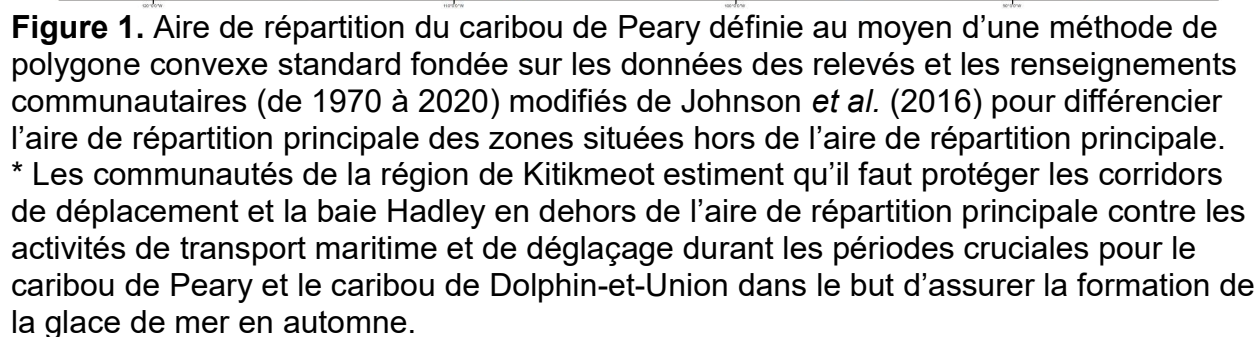 Figure 1. Aire de répartition du caribou de Peary définie au moyen d’une méthode de
polygone convexe standard fondée sur les données des relevés et les renseignements
communautaires (de 1970 à 2020) modifiés de Johnson et al. (2016) pour différencier
l’aire de répartition principale des zones situées hors de l’aire de répartition principale.
* Les communautés de la région de Kitikmeot estiment qu’il faut protéger les corridors
de déplacement et la baie Hadley en dehors de l’aire de répartition principale contre les
activités de transport maritime et de déglaçage durant les périodes cruciales pour le
caribou de Peary et le caribou de Dolphin-et-Union dans le but d’assurer la formation de
la glace de mer en automne.